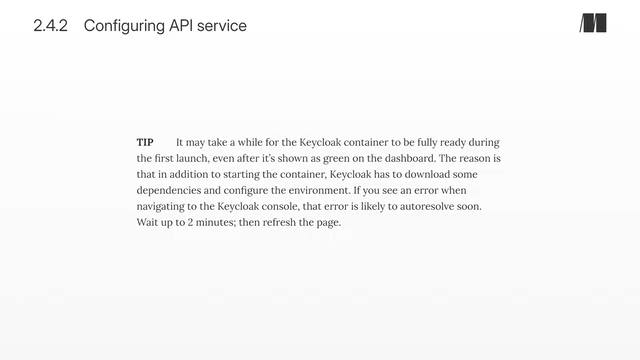 2.4.2 Configuring API service
TIP It may take a while for the Keycloak container to be fully ready during
the first launch, even after it's shown as green on the dashboard. The reason is
that in addition to starting the container, Keycloak has to download some
dependencies and configure the environment. If you see an error when
navigating to the Keycloak console, that error is likely to autoresolve soon.
Wait up to 2 minutes; then refresh the page.